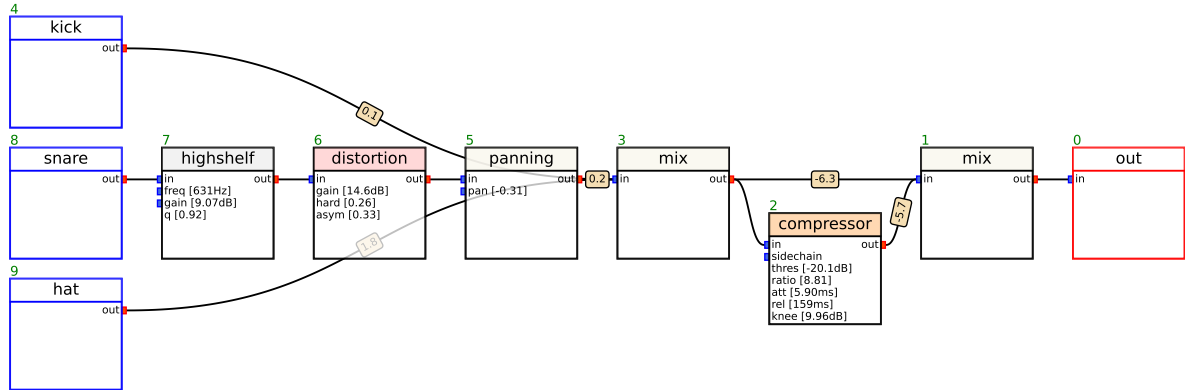 4
kick
out
0.1
8
snare
out
7
highshelf
in out
freq [631Hz]
gain [9.07dB]
q [0.92]
6
distortion
in out
gain [14.6dB]
hard [0.26]
asym [0.33]
5
panning
in out
pan [-0.31]
0.2
3
mix
in out
-6.3
1
mix
in out
0
out
in
2
compressor
in out
sidechain
thres [-20.1dB]
ratio [8.81]
att [5.90ms]
rel [159ms]
knee [9.96dB]
-5.7
1.8
9
hat
out